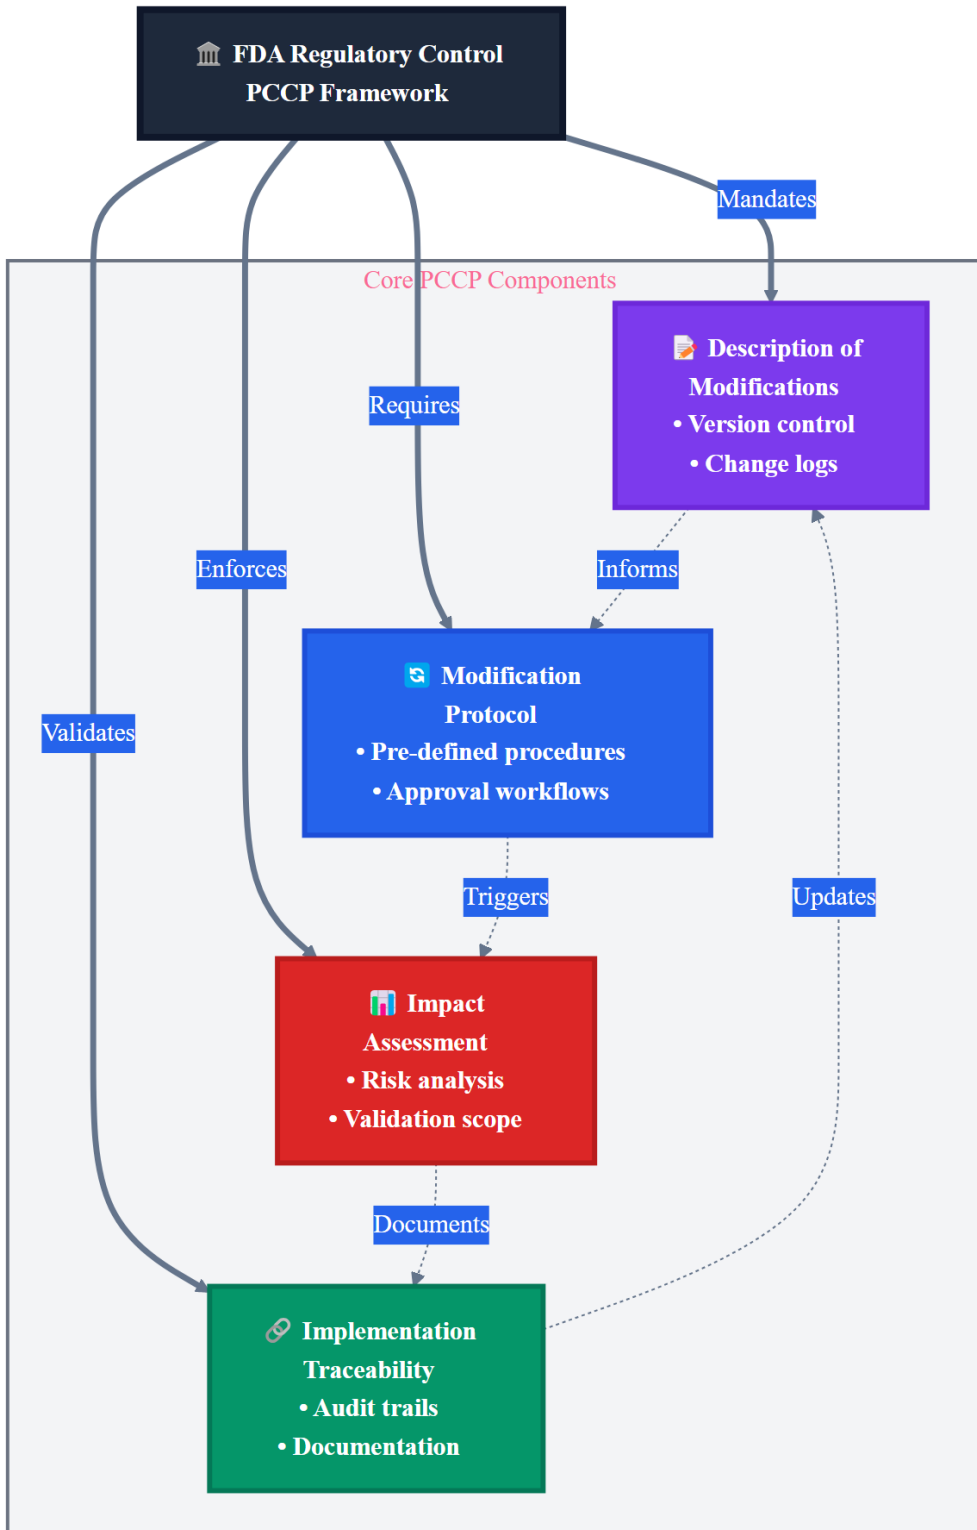 🏛️ FDA Regulatory Control
PCCP Framework
Mandates
Core PCCP Components
📝 Description of
Modifications
• Version control
• Change logs
Requires
Enforces
Informs
🔄 Modification
Protocol
• Pre-defined procedures
• Approval workflows
Validates
Triggers
Updates
📊 Impact
Assessment
• Risk analysis
• Validation scope
Documents
🔗 Implementation
Traceability
• Audit trails
• Documentation